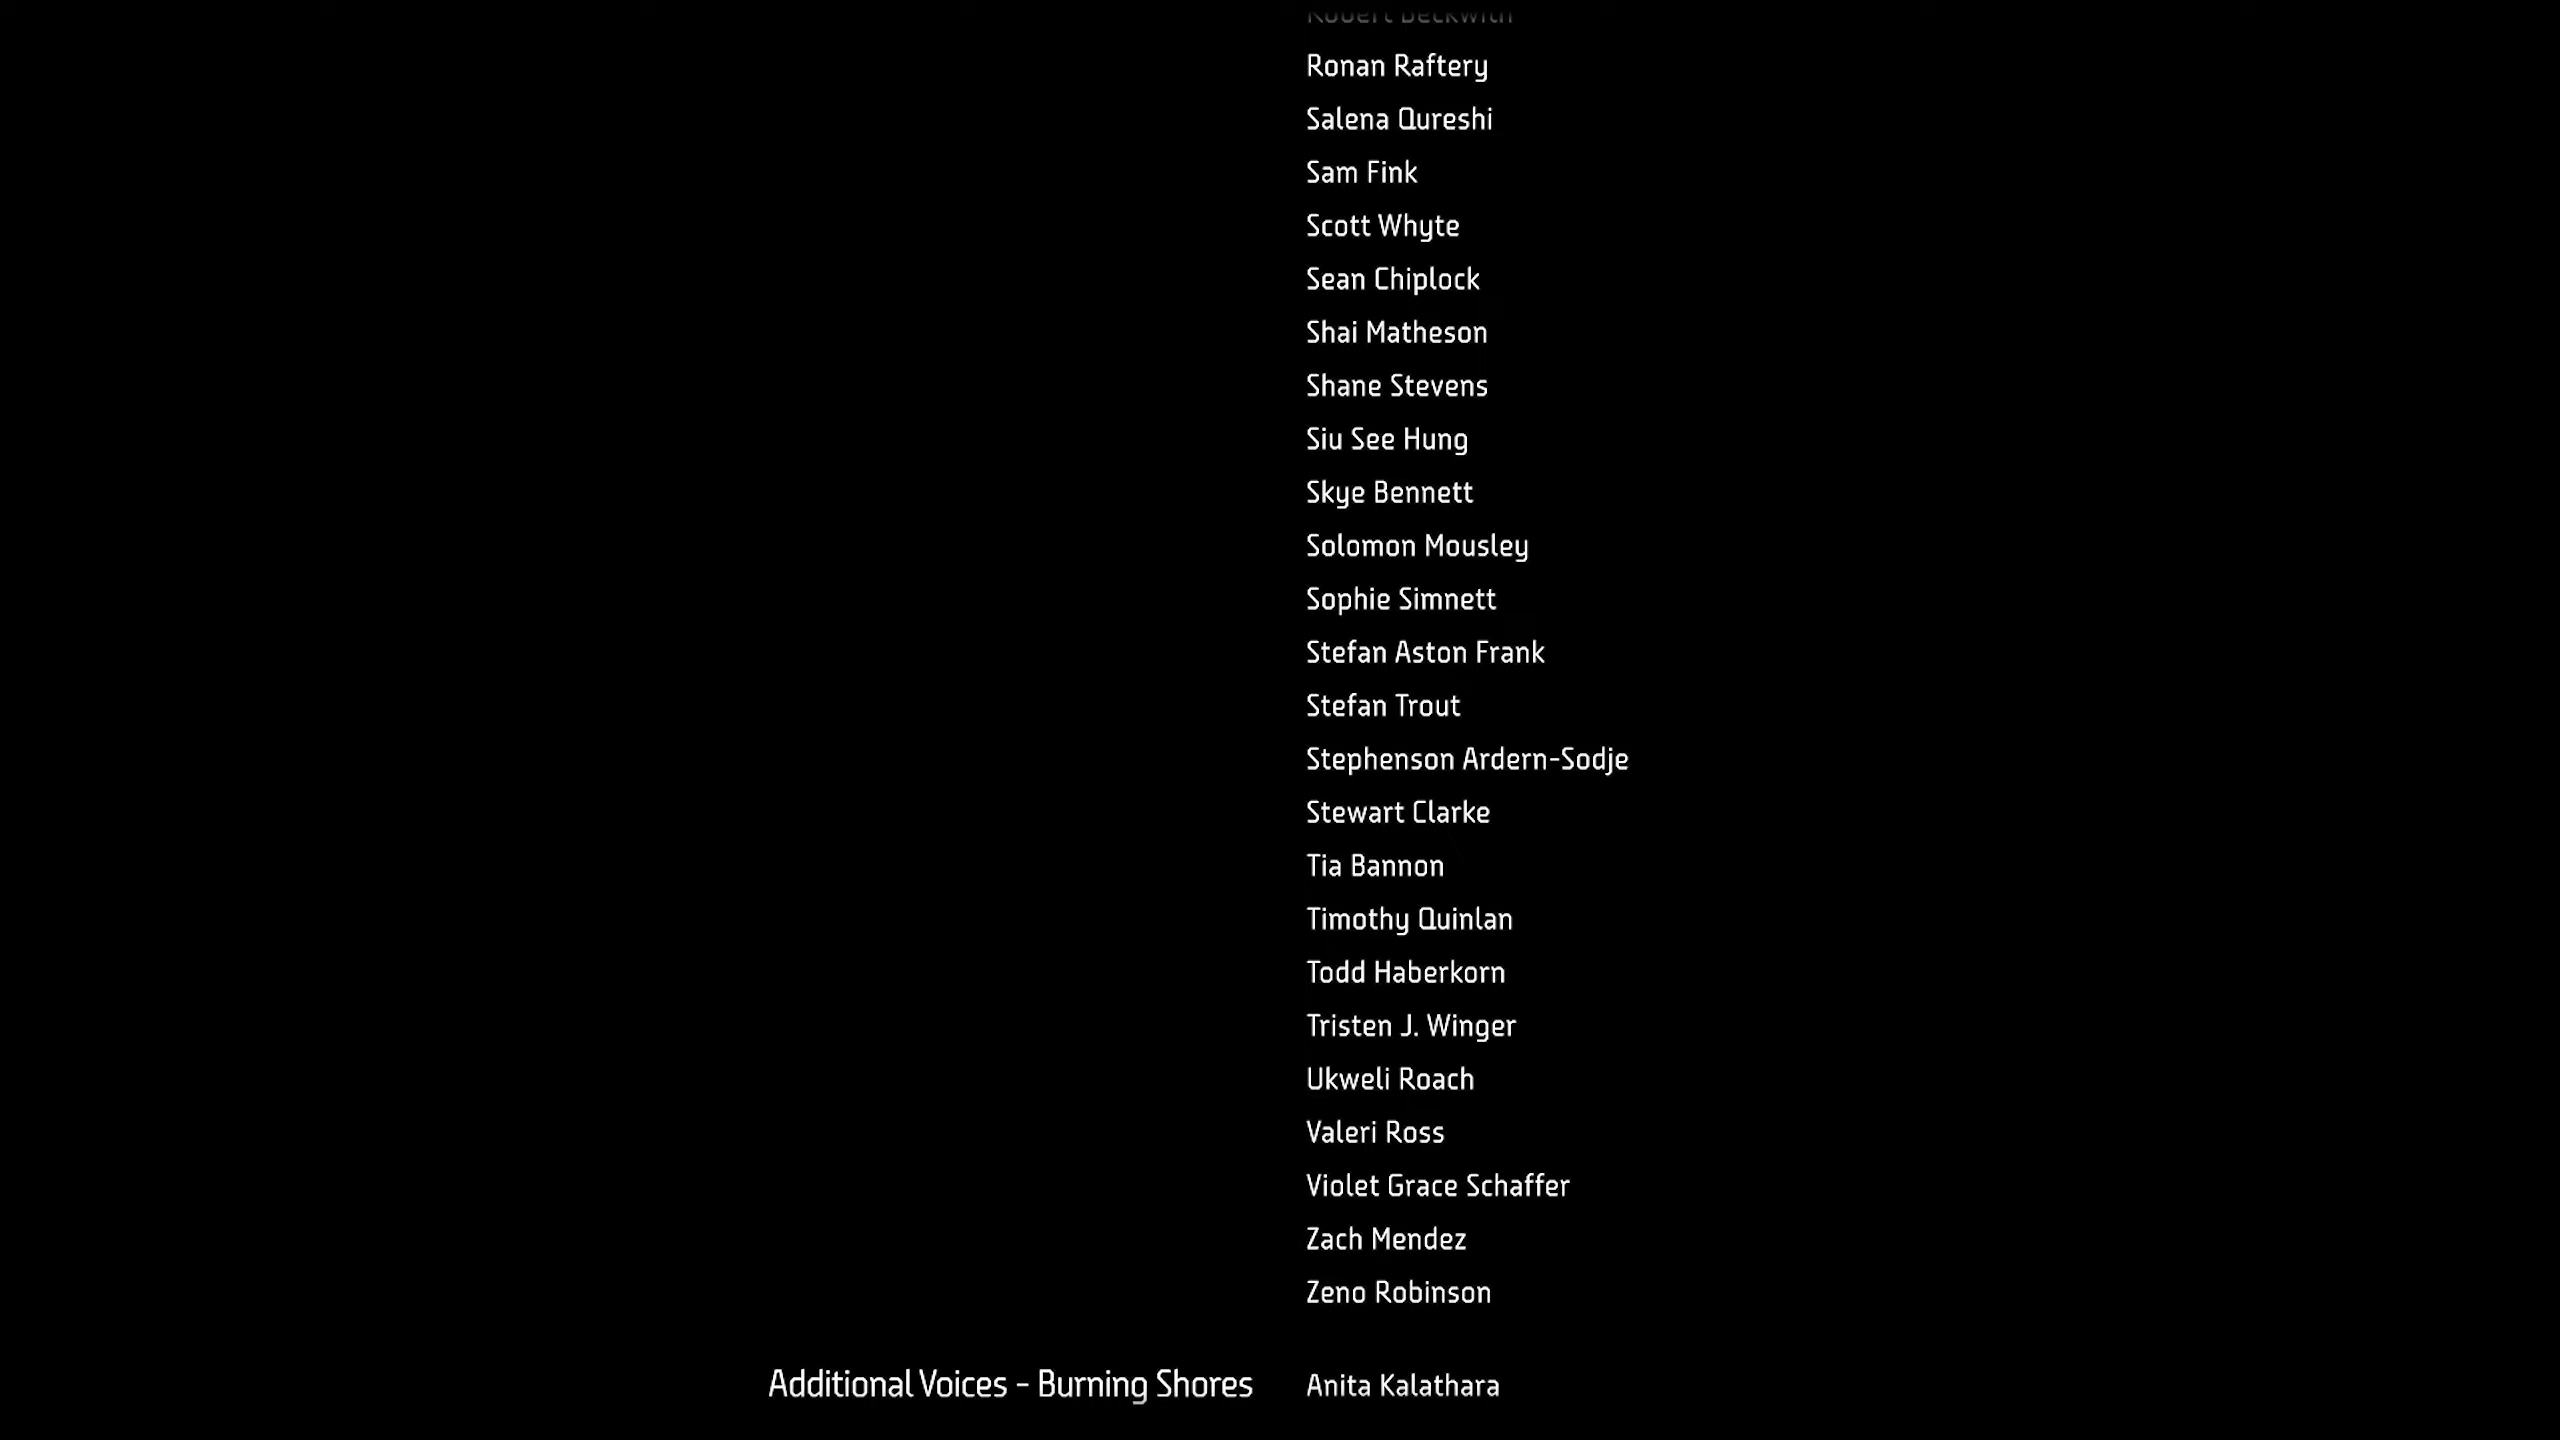 Robert Beckwith
Ronan Raftery
Salena Qureshi
Sam Fink
Scott Whyte
Sean Chiplock
Shai Matheson
Shane Stevens
Siu See Hung
Skye Bennett
Solomon Mousley
Sophie Simnett
Stefan Aston Frank
Stefan Trout
Stephenson Ardern-Sodje
Stewart Clarke
Tia Bannon
Timothy Quinlan
Todd Haberkorn
Tristen J. Winger
Ukweli Roach
Valeri Ross
Violet Grace Schaffer
Zach Mendez
Zeno Robinson
Additional Voices - Burning Shores Anita Kalathara